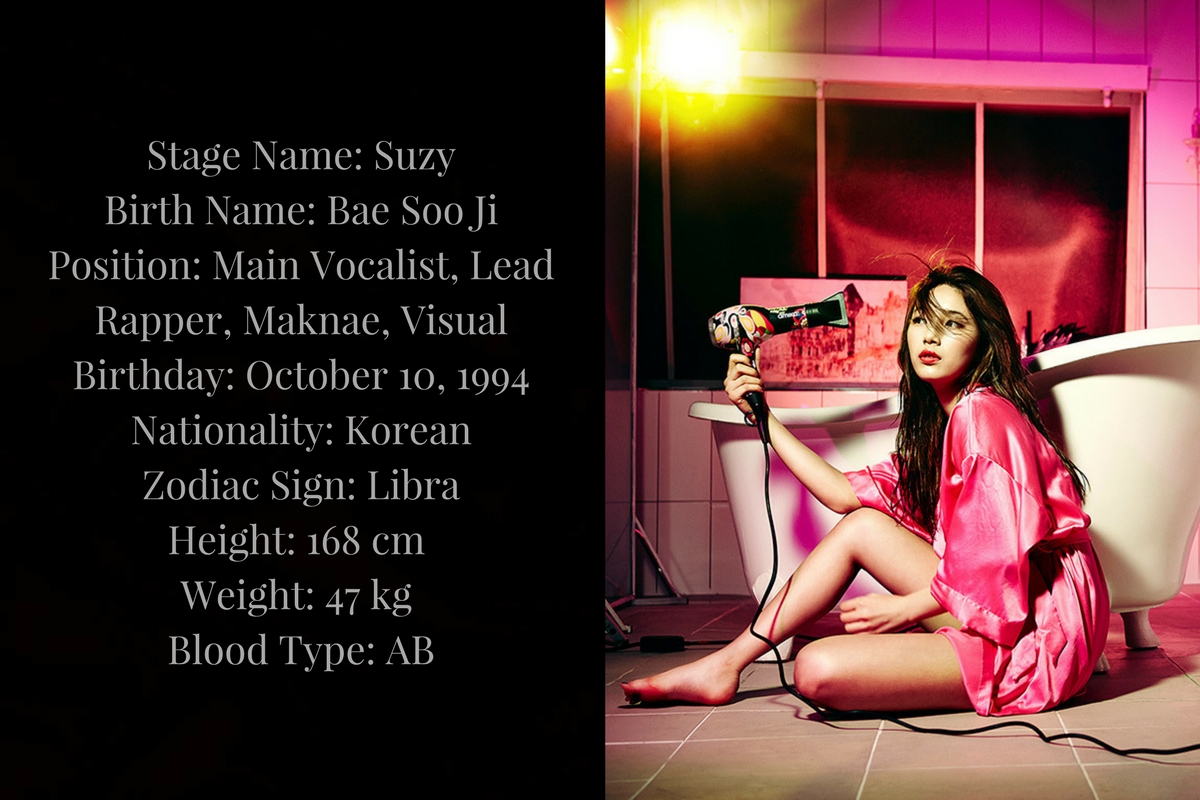 Stage Name: Suzy
Birth Name: Bae Soo Ji
Position: Main Vocalist, Lead
Rapper, Maknae, Visual
Birthday: October 10, 1994
Nationality: Korean
Zodiac Sign: Libra
Height: 168 cm
Weight: 47 kg
Blood Type: AB